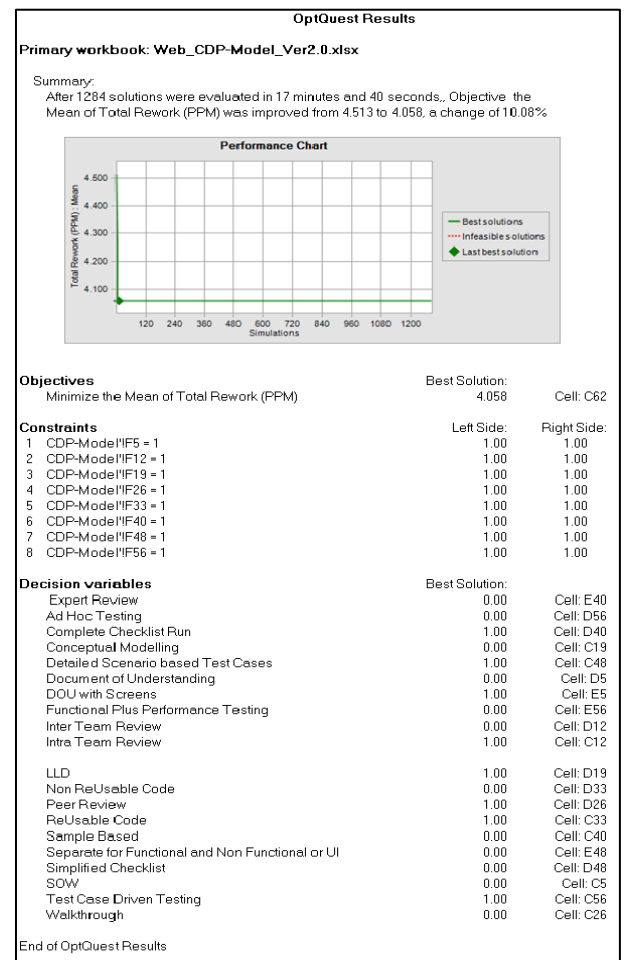 OptQuest Results
Primary workbook: Web_CDP-Model_Ver2.0.xlsx
Summary:
After 1284 solutions were evaluated in 17 minutes and 40 seconds,, Objective the
Mean of Total Rework (PPM) was improved from 4.513 to 4.058, a change of 10.08%
Performance Chart
Total Rework (PPM) : Mean
4.500
4.400
4.300
4.200
4.100
120 240 360 480 600 720 840 960 1080 1200
Simulations
Best solutions
Infeasible solutions
Last best solution
Objectives Best Solution:
Minimize the Mean of Total Rework (PPM) 4.058 Cell: C62
Constraints Left Side: Right Side:
1 CDP-Model'!F5 = 1 1.00 1.00
2 CDP-Model'!F12 = 1 1.00 1.00
3 CDP-Model'!F19 = 1 1.00 1.00
4 CDP-Model'!F26 = 1 1.00 1.00
5 CDP-Model'!F33 = 1 1.00 1.00
6 CDP-Model'!F40 = 1 1.00 1.00
7 CDP-Model'!F48 = 1 1.00 1.00
8 CDP-Model'!F56 = 1 1.00 1.00
Decision variables Best Solution:
Expert Review 0.00 Cell: E40
Ad Hoc Testing 0.00 Cell: D56
Complete Checklist Run 1.00 Cell: D40
Conceptual Modelling 0.00 Cell: C19
Detailed Scenario based Test Cases 1.00 Cell: C48
Document of Understanding 0.00 Cell: D5
DOU with Screens 1.00 Cell: E5
Functional Plus Performance Testing 0.00 Cell: E56
Inter Team Review 0.00 Cell: D12
Intra Team Review 1.00 Cell: C12
LLD 1.00 Cell: D19
Non ReUsable Code 0.00 Cell: D33
Peer Review 1.00 Cell: D26
ReUsable Code 1.00 Cell: C33
Sample Based 0.00 Cell: C40
Separate for Functional and Non Functional or UI 0.00 Cell: E48
Simplified Checklist 0.00 Cell: D48
SOW 0.00 Cell: C5
Test Case Driven Testing 1.00 Cell: C56
Walkthrough 0.00 Cell: C26
End of OptQuest Results